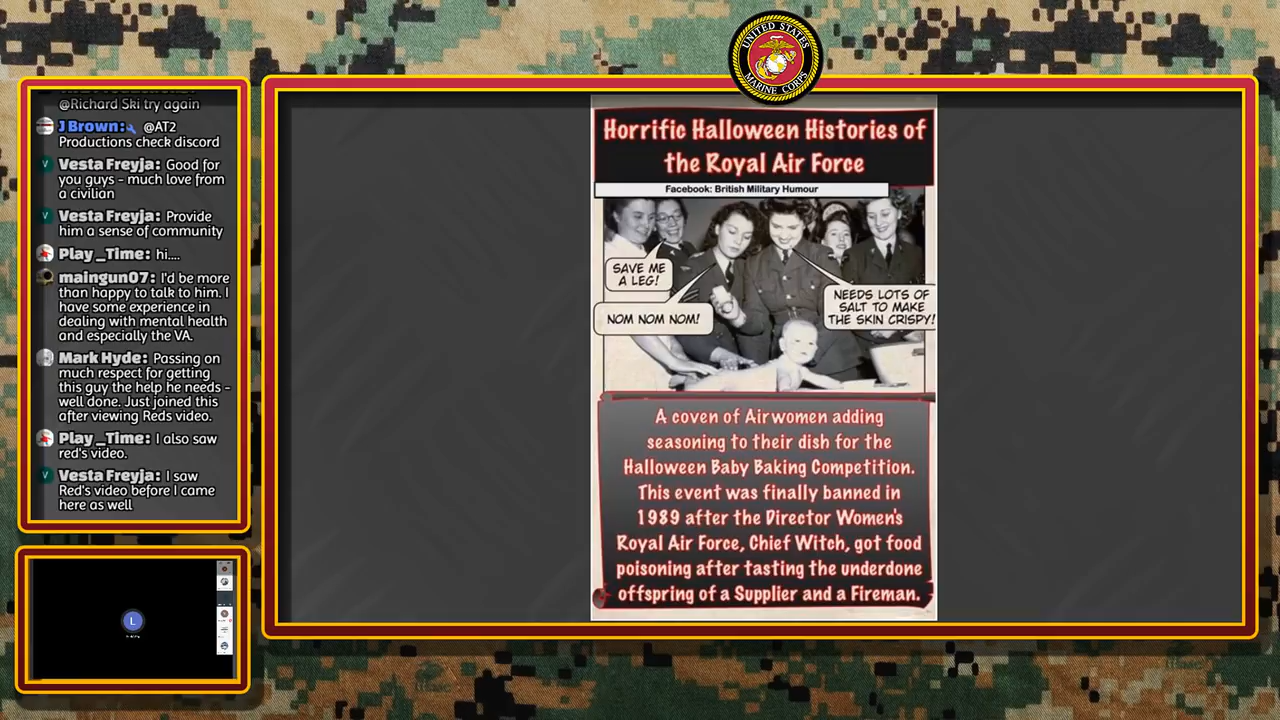 UNITED STATES
MARINE CORPS
@Richard Ski try again
J Brown: @AT2
Productions check discord
Vesta Freyja: Good for
you guys - much love from
a civilian
Vesta Freyja: Provide
him a sense of community
Play_Time: hi....
maingun07: I'd be more
than happy to talk to him. I
have some experience in
dealing with mental health
and especially the VA.
Mark Hyde: Passing on
much respect for getting
this guy the help he needs -
well done. Just joined this
after viewing Reds video.
Play_Time: I also saw
red's video.
Vesta Freyja: I saw
Red's video before I came
here as well
L
Horrific Halloween Histories of
the Royal Air Force
Facebook: British Military Humour
SAVE ME
A LEG!
NOM NOM NOM!
NEEDS LOTS OF
SALT TO MAKE
THE SKIN CRISPY!
A coven of Airwomen adding
seasoning to their dish for the
Halloween Baby Baking Competition.
This event was finally banned in
1989 after the Director Women's
Royal Air Force, Chief Witch, got food
poisoning after tasting the underdone
offspring of a Supplier and a Fireman.